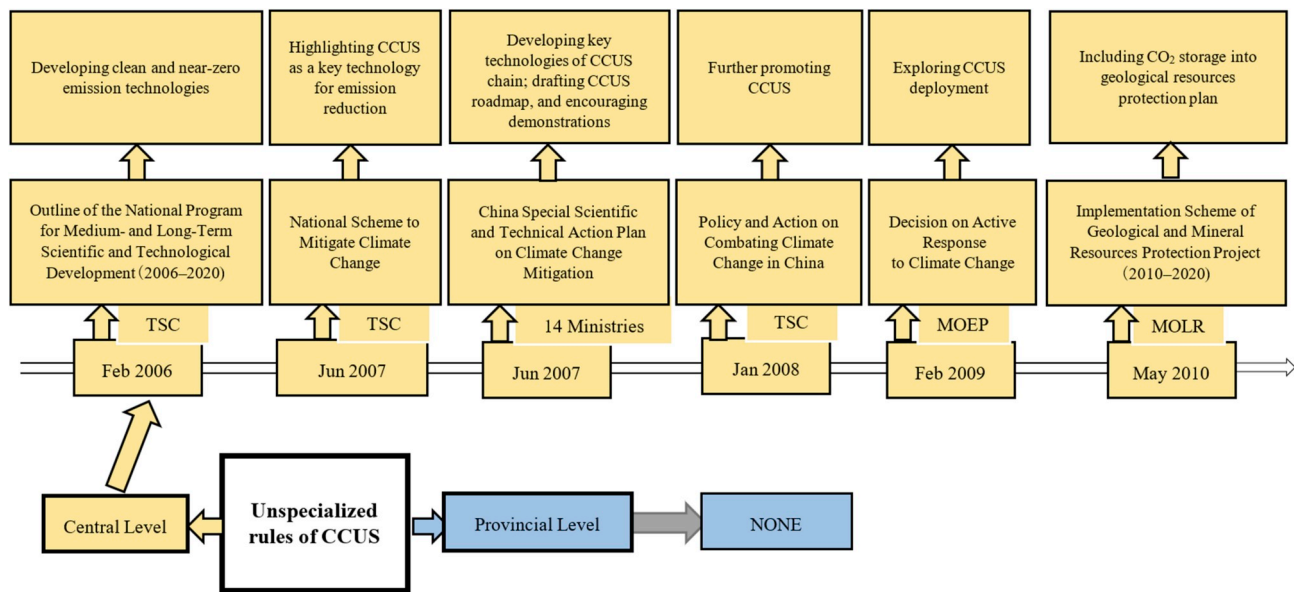 Developing clean and near-zero
emission technologies
Highlighting CCUS
as a key technology
for emission
reduction
Developing key
technologies of CCUS
chain; drafting CCUS
roadmap, and encouraging
demonstrations
Further promoting
CCUS
Exploring CCUS
deployment
Including CO₂ storage into
geological resources
protection plan
Outline of the National Program
for Medium- and Long-Term
Scientific and Technological
Development (2006–2020)
National Scheme to
Mitigate Climate
Change
China Special Scientific
and Technical Action Plan
on Climate Change
Mitigation
Policy and Action on
Combating Climate
Change in China
Decision on Active
Response
to Climate Change
Implementation Scheme of
Geological and Mineral
Resources Protection Project
(2010–2020)
TSC
TSC
14 Ministries
TSC
MOEP
MOLR
Feb 2006
Jun 2007
Jun 2007
Jan 2008
Feb 2009
May 2010
Central Level
Unspecialized
rules of CCUS
Provincial Level
NONE